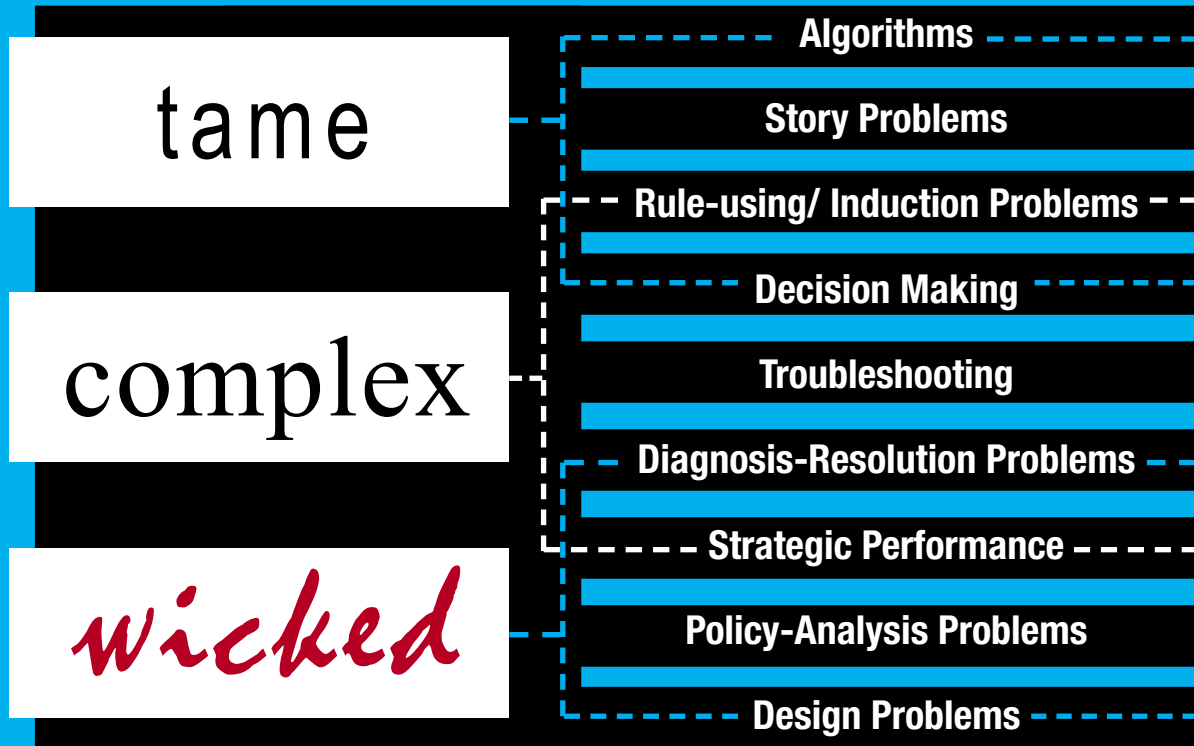 tame
complex
wicked
Algorithms
Story Problems
Rule-using/ Induction Problems
Decision Making
Troubleshooting
Diagnosis-Resolution Problems
Strategic Performance
Policy-Analysis Problems
Design Problems